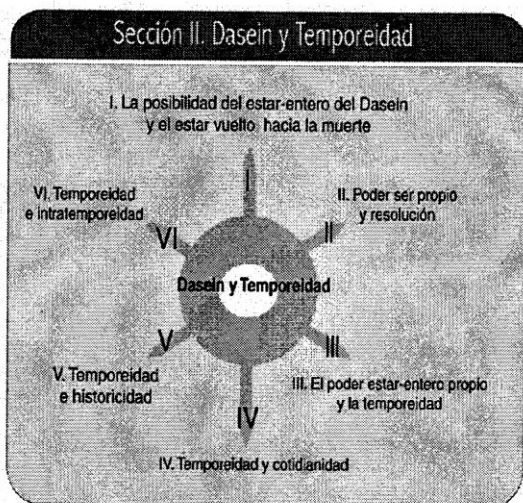 Sección II. Dasein y Temporeidad
I. La posibilidad del estar-entero del Dasein
y el estar vuelto hacia la muerte
I
VI. Temporeidad
e intratemporeidad
VI
II. Poder ser propio
y resolución
II
Dasein y Temporeidad
V
V. Temporeidad
e historicidad
III
III. El poder estar-entero propio
y la temporeidad
IV
IV. Temporeidad y cotidianidad